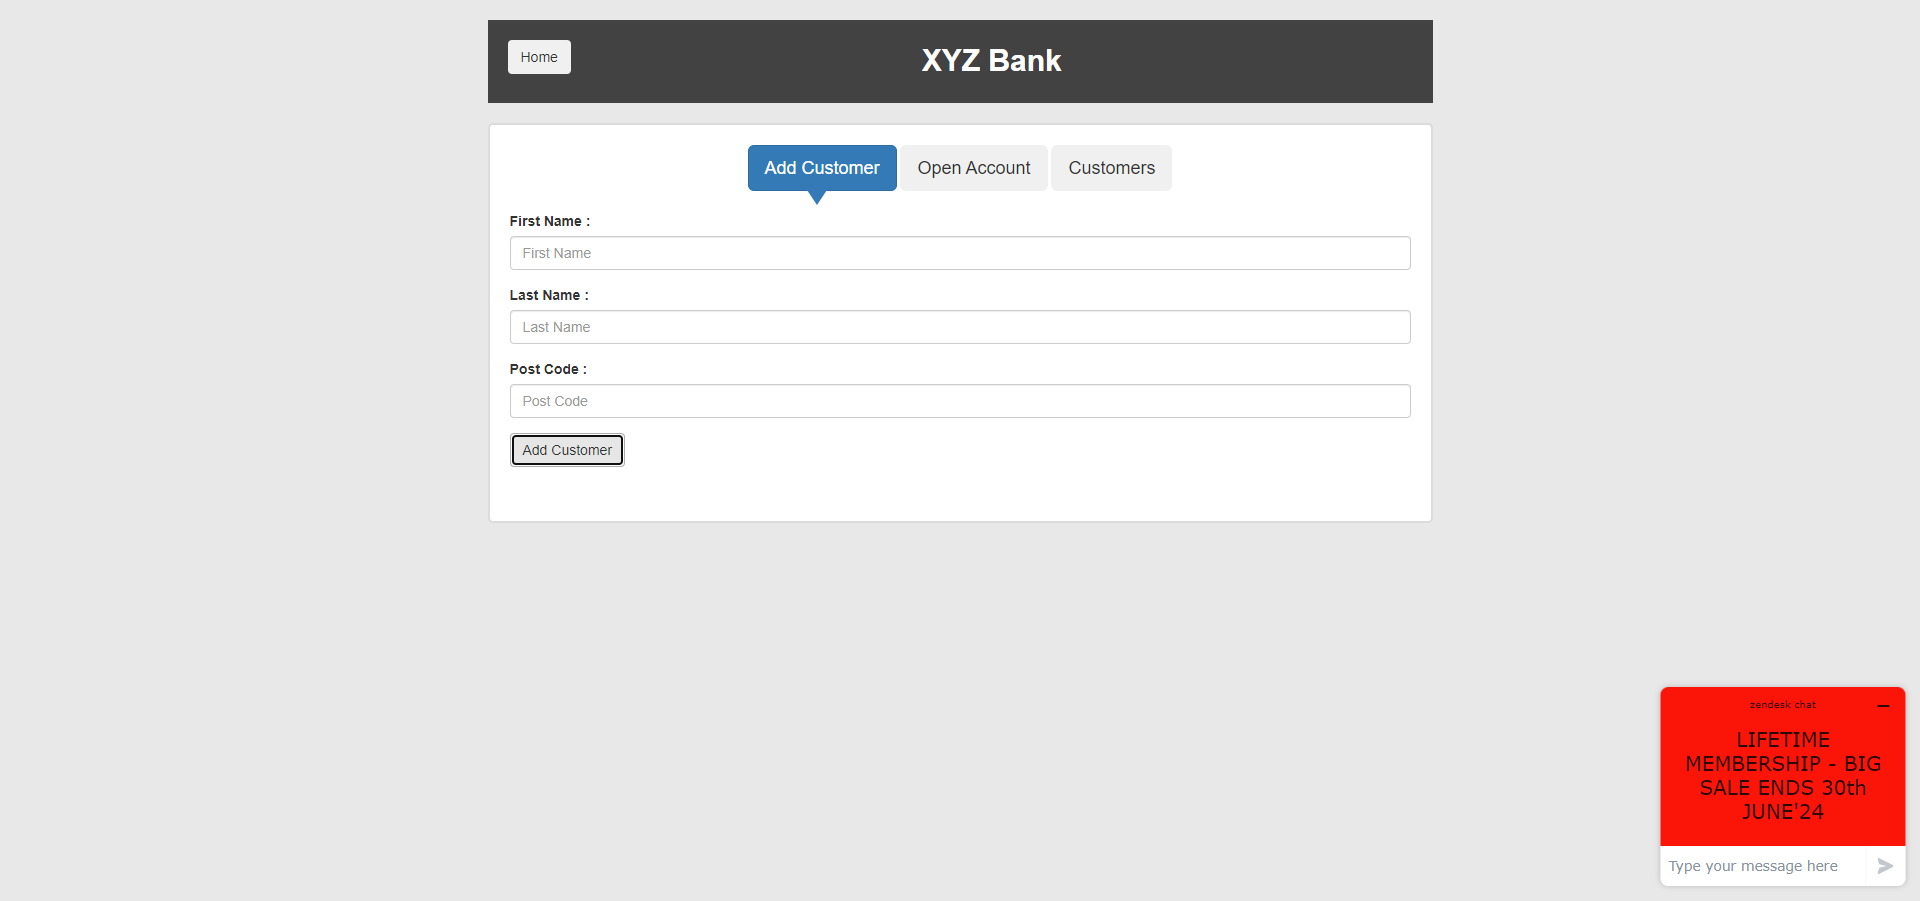 Home
XYZ Bank
Add Customer
Open Account
Customers
First Name :
First Name
Last Name :
Last Name
Post Code :
Post Code
Add Customer
zendesk chat
LIFETIME
MEMBERSHIP - BIG
SALE ENDS 30th
JUNE'24
Type your message here